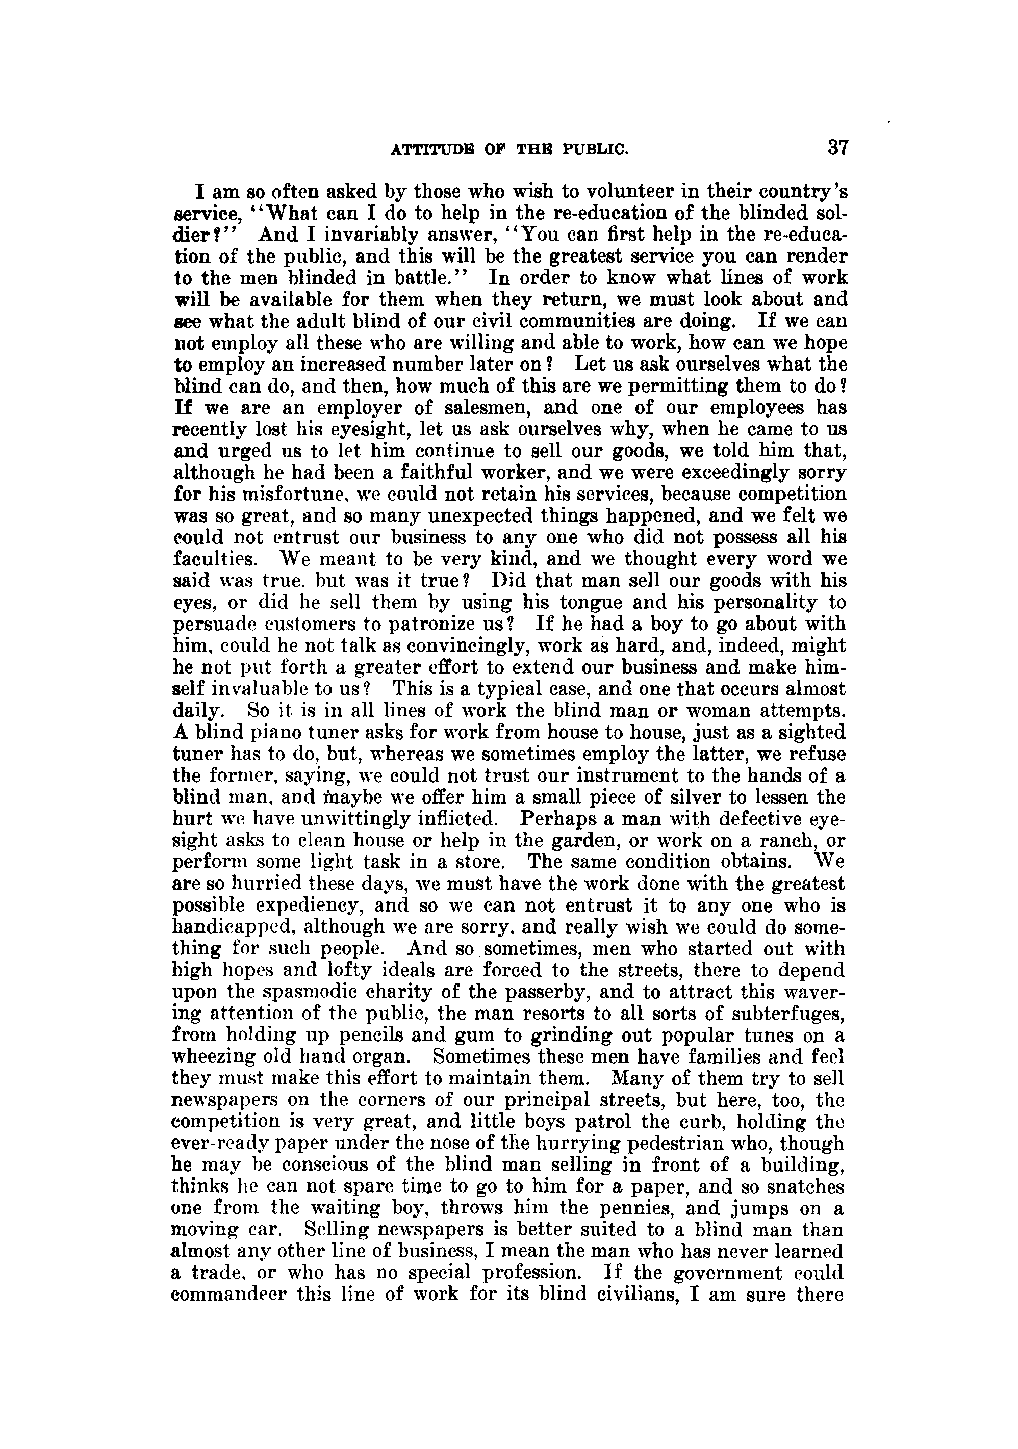 ATTITUDE OF THE PUBLIC. 37
I am so often asked by those who wish to volunteer in their country's
service, "What can I do to help in the re-education of the blinded sol-
dier?" And I invariably answer, "You can first help in the re-educa-
tion of the public, and this will be the greatest service you can render
to the men blinded in battle." In order to know what lines of work
will be available for them when they return, we must look about and
see what the adult blind of our civil communities are doing. If we can
not employ all these who are willing and able to work, how can we hope
to employ an increased number later on? Let us ask ourselves what the
blind can do, and then, how much of this are we permitting them to do?
If we are an employer of salesmen, and one of our employees has
recently lost his eyesight, let us ask ourselves why, when he came to us
and urged us to let him continue to sell our goods, we told him that,
although he had been a faithful worker, and we were exceedingly sorry
for his misfortune, we could not retain his services, because competition
was so great, and so many unexpected things happened, and we felt we
could not entrust our business to any one who did not possess all his
faculties. We meant to be very kind, and we thought every word we
said was true. but was it true? Did that man sell our goods with his
eyes, or did he sell them by using his tongue and his personality to
persuade customers to patronize us? If he had a boy to go about with
him, could he not talk as convincingly, work as hard, and, indeed, might
he not put forth a greater effort to extend our business and make him-
self invaluable to us? This is a typical case, and one that occurs almost
daily. So it is in all lines of work the blind man or woman attempts.
A blind piano tuner asks for work from house to house, just as a sighted
tuner has to do, but, whereas we sometimes employ the latter, we refuse
the former, saying, we could not trust our instrument to the hands of a
blind man, and maybe we offer him a small piece of silver to lessen the
hurt we have unwittingly inflicted. Perhaps a man with defective eye-
sight asks to clean house or help in the garden, or work on a ranch, or
perform some light task in a store. The same condition obtains. We
are so hurried these days, we must have the work done with the greatest
possible expediency, and so we can not entrust it to any one who is
handicapped, although we are sorry. and really wish we could do some-
thing for such people. And so sometimes, men who started out with
high hopes and lofty ideals are forced to the streets, there to depend
upon the spasmodic charity of the passerby, and to attract this waver-
ing attention of the public, the man resorts to all sorts of subterfuges,
from holding up pencils and gum to grinding out popular tunes on a
wheezing old hand organ. Sometimes these men have families and feel
they must make this effort to maintain them. Many of them try to sell
newspapers on the corners of our principal streets, but here, too, the
competition is very great, and little boys patrol the curb, holding the
ever-ready paper under the nose of the hurrying pedestrian who, though
he may be conscious of the blind man selling in front of a building,
thinks he can not spare time to go to him for a paper, and so snatches
one from the waiting boy, throws him the pennies, and jumps on a
moving car. Selling newspapers is better suited to a blind man than
almost any other line of business, I mean the man who has never learned
a trade, or who has no special profession. If the government could
commandeer this line of work for its blind civilians, I am sure there